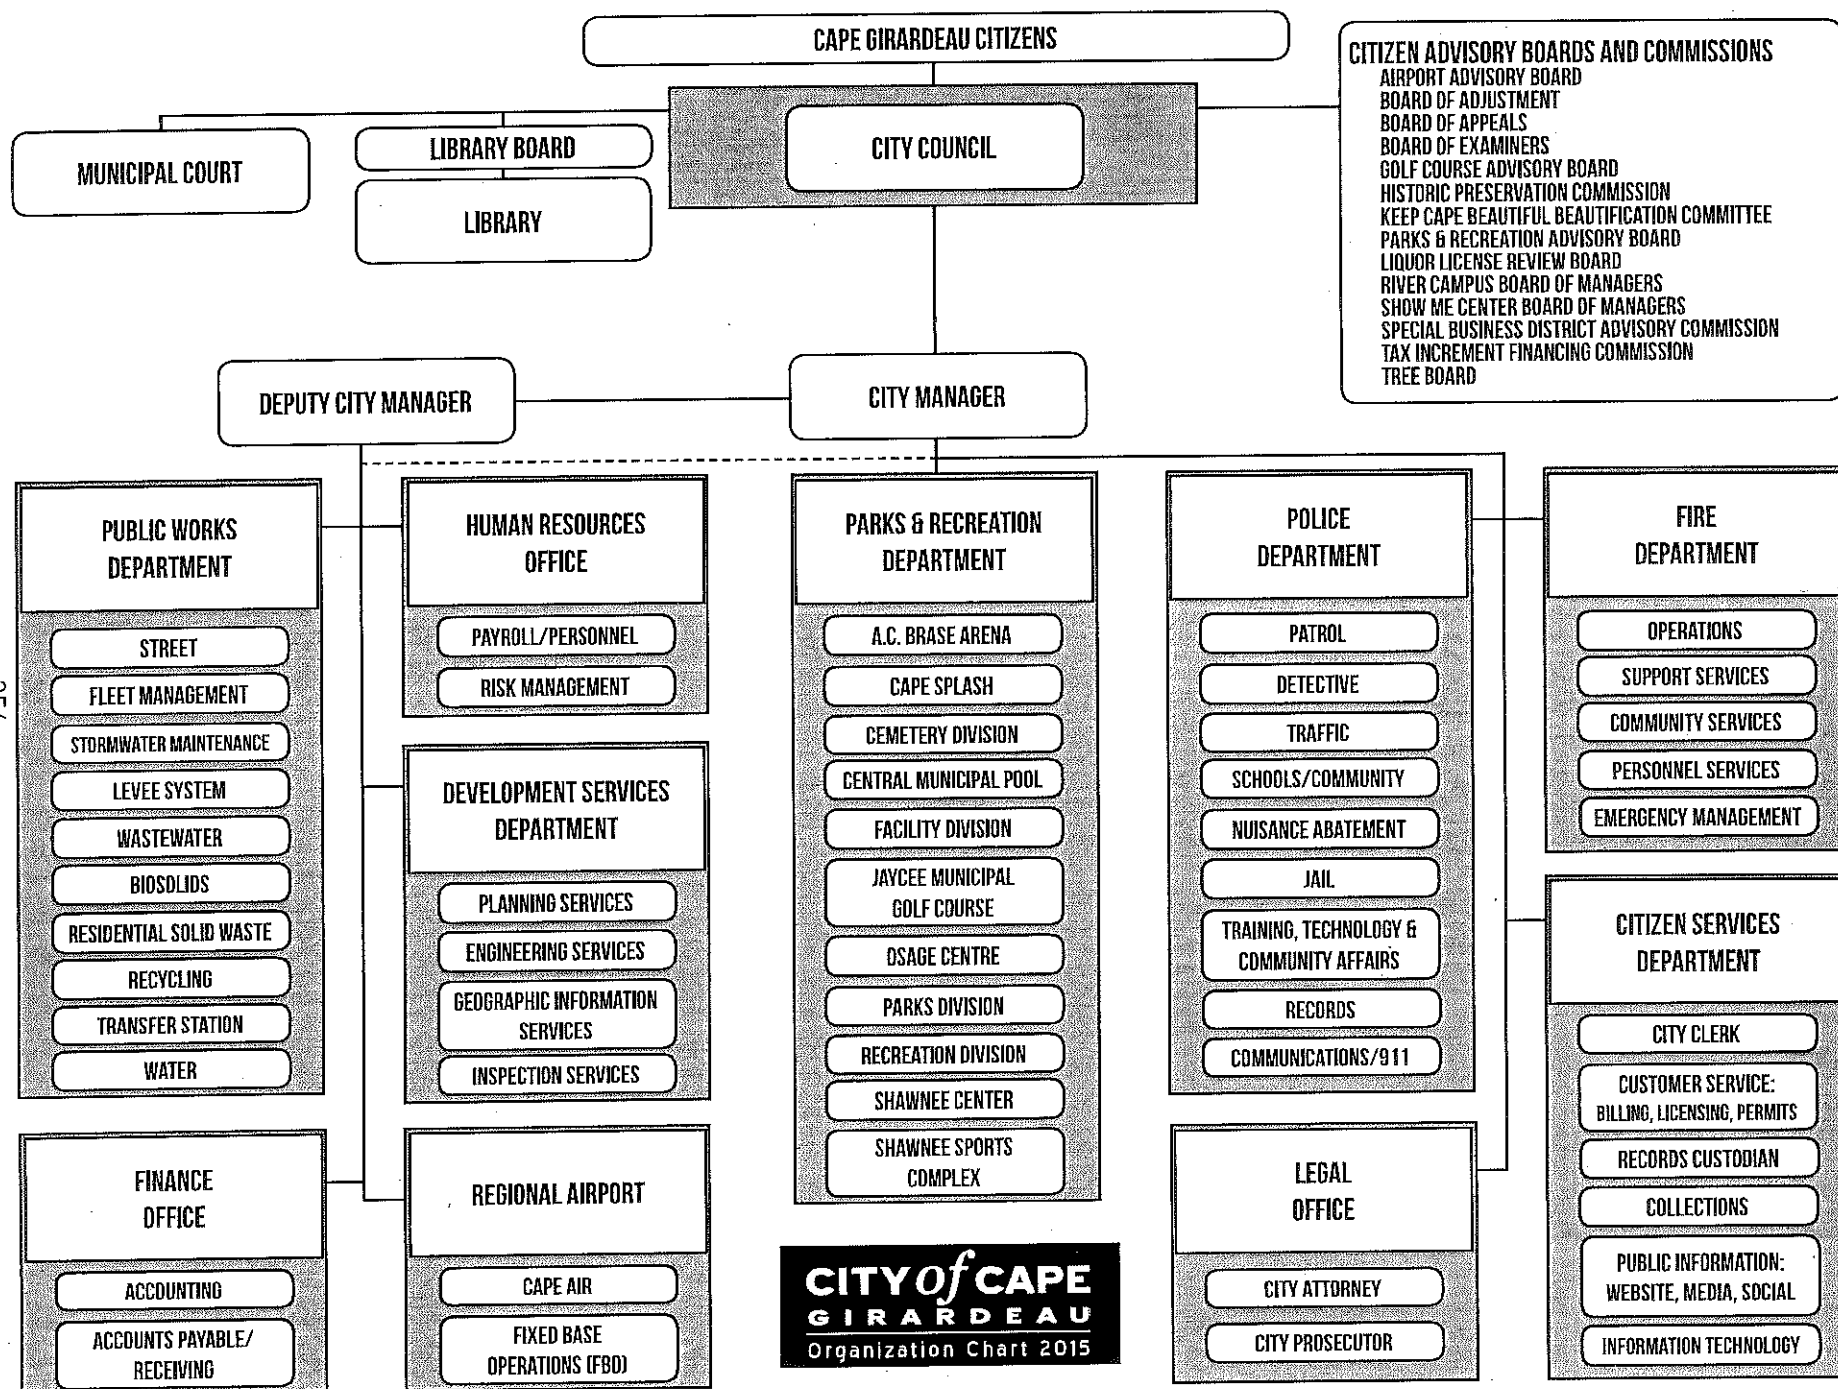 CAPE GIRARDEAU CITIZENS
CITY COUNCIL
CITIZEN ADVISORY BOARDS AND COMMISSIONS
AIRPORT ADVISORY BOARD
BOARD OF ADJUSTMENT
BOARD OF APPEALS
BOARD OF EXAMINERS
GOLF COURSE ADVISORY BOARD
HISTORIC PRESERVATION COMMISSION
KEEP CAPE BEAUTIFUL BEAUTIFICATION COMMITTEE
PARKS & RECREATION ADVISORY BOARD
LIQUOR LICENSE REVIEW BOARD
RIVER CAMPUS BOARD OF MANAGERS
SHOW ME CENTER BOARD OF MANAGERS
SPECIAL BUSINESS DISTRICT ADVISORY COMMISSION
TAX INCREMENT FINANCING COMMISSION
TREE BOARD
MUNICIPAL COURT
LIBRARY BOARD
LIBRARY
DEPUTY CITY MANAGER
CITY MANAGER
PUBLIC WORKS
DEPARTMENT
STREET
FLEET MANAGEMENT
STORMWATER MAINTENANCE
LEVEE SYSTEM
WASTEWATER
BIOSOLIDS
RESIDENTIAL SOLID WASTE
RECYCLING
TRANSFER STATION
WATER
FINANCE
OFFICE
ACCOUNTING
ACCOUNTS PAYABLE/
RECEIVING
HUMAN RESOURCES
OFFICE
PAYROLL/PERSONNEL
RISK MANAGEMENT
DEVELOPMENT SERVICES
DEPARTMENT
PLANNING SERVICES
ENGINEERING SERVICES
GEOGRAPHIC INFORMATION
SERVICES
INSPECTION SERVICES
REGIONAL AIRPORT
CAPE AIR
FIXED BASE
OPERATIONS (FBO)
PARKS & RECREATION
DEPARTMENT
A.C. BRASE ARENA
CAPE SPLASH
CEMETERY DIVISION
CENTRAL MUNICIPAL POOL
FACILITY DIVISION
JAYCEE MUNICIPAL
GOLF COURSE
OSAGE CENTRE
PARKS DIVISION
RECREATION DIVISION
SHAWNEE CENTER
SHAWNEE SPORTS
COMPLEX
CITY of CAPE
GIRARDEAU
Organization Chart 2015
POLICE
DEPARTMENT
PATROL
DETECTIVE
TRAFFIC
SCHOOLS/COMMUNITY
NUISANCE ABATEMENT
JAIL
TRAINING, TECHNOLOGY &
COMMUNITY AFFAIRS
RECORDS
COMMUNICATIONS/911
LEGAL
OFFICE
CITY ATTORNEY
CITY PROSECUTOR
FIRE
DEPARTMENT
OPERATIONS
SUPPORT SERVICES
COMMUNITY SERVICES
PERSONNEL SERVICES
EMERGENCY MANAGEMENT
CITIZEN SERVICES
DEPARTMENT
CITY CLERK
CUSTOMER SERVICE:
BILLING, LICENSING, PERMITS
RECORDS CUSTODIAN
COLLECTIONS
PUBLIC INFORMATION:
WEBSITE, MEDIA, SOCIAL
INFORMATION TECHNOLOGY